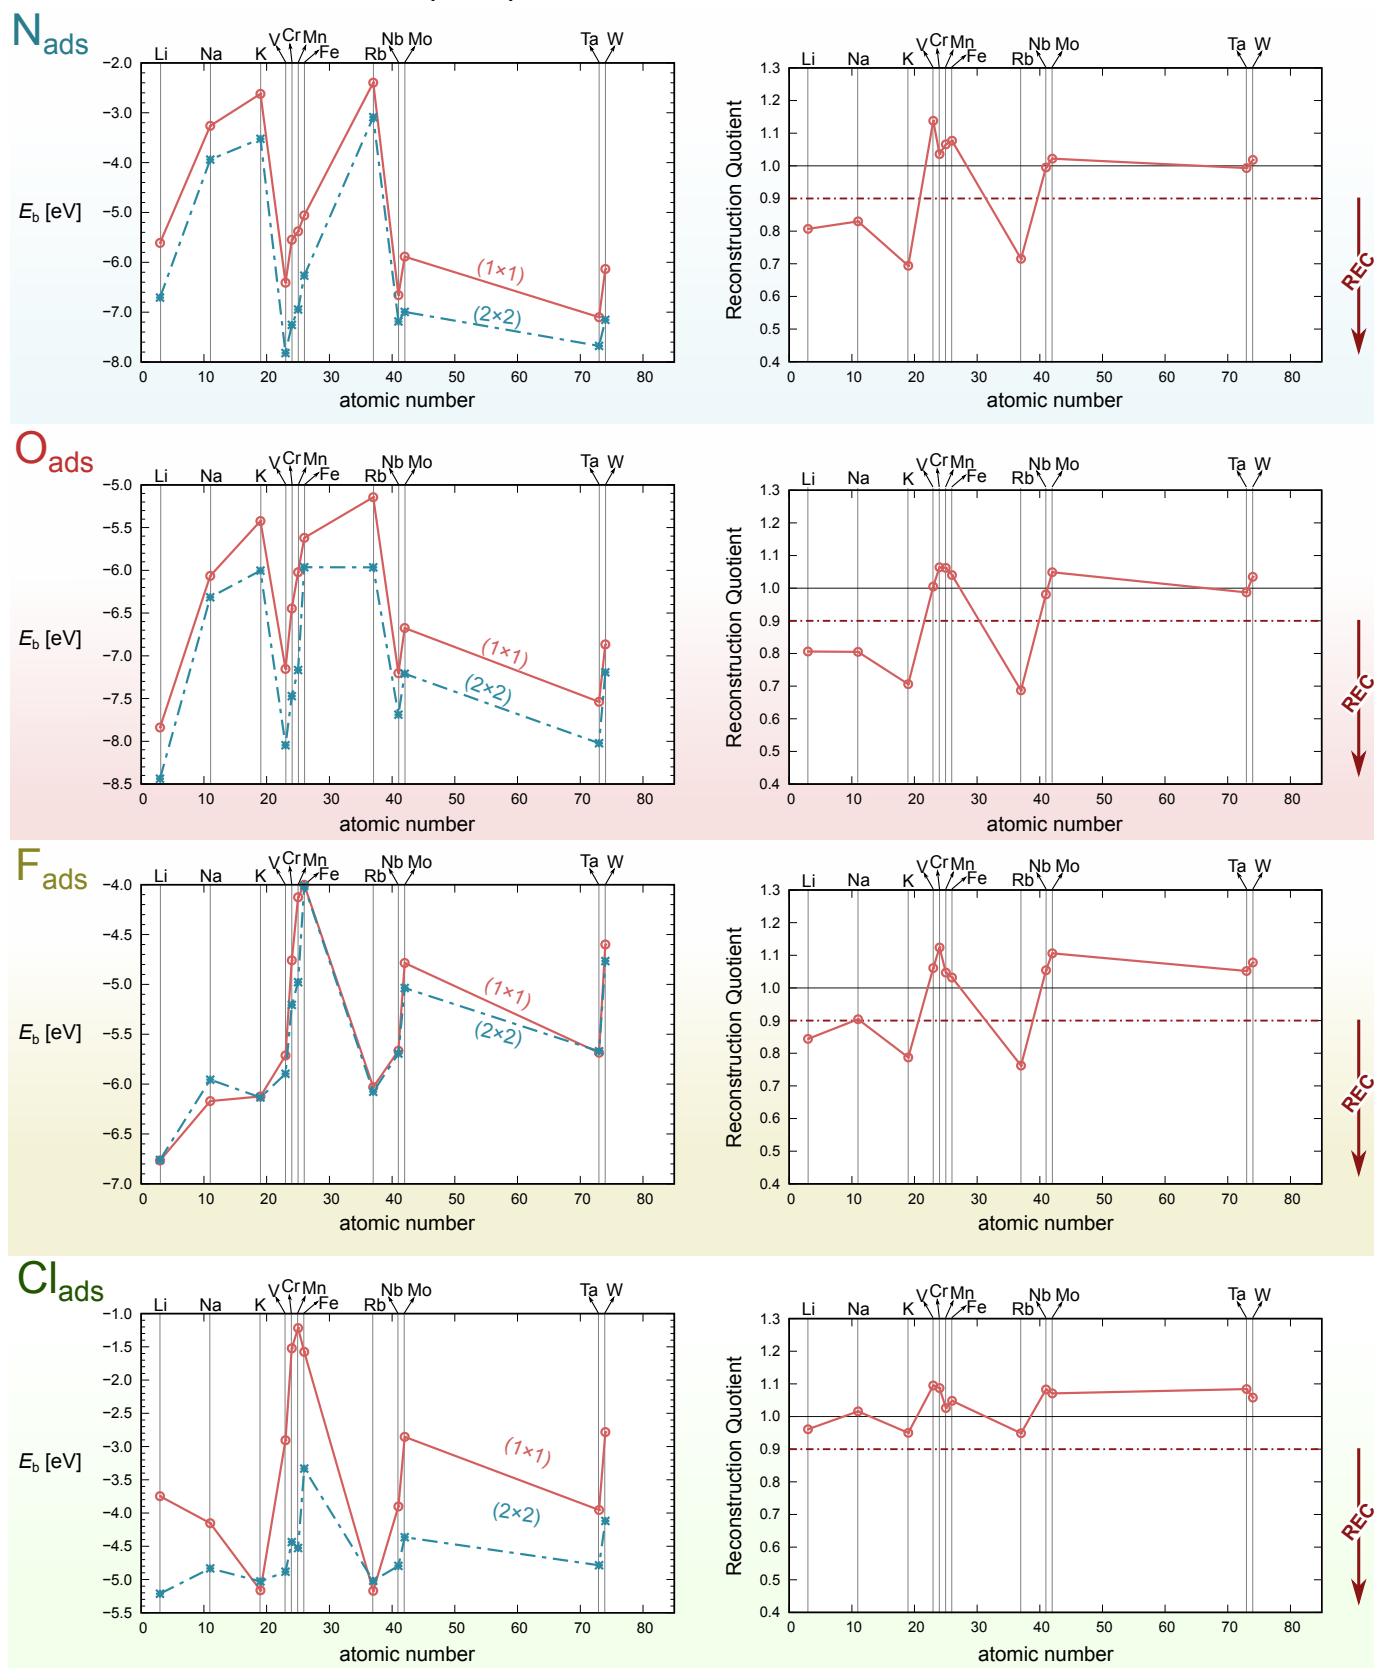 N_ads
Li Na K V Cr Mn Fe Rb Nb Mo Ta W
−2.0
−3.0
−4.0
−5.0
−6.0
−7.0
−8.0
E_b [eV]
(1×1)
(2×2)
0 10 20 30 40 50 60 70 80
atomic number
Li Na K V Cr Mn Fe Rb Nb Mo Ta W
1.3
1.2
1.1
1.0
0.9
0.8
0.7
0.6
0.5
0.4
Reconstruction Quotient
REC
0 10 20 30 40 50 60 70 80
atomic number
O_ads
Li Na K V Cr Mn Fe Rb Nb Mo Ta W
−5.0
−5.5
−6.0
−6.5
−7.0
−7.5
−8.0
−8.5
E_b [eV]
(1×1)
(2×2)
0 10 20 30 40 50 60 70 80
atomic number
Li Na K V Cr Mn Fe Rb Nb Mo Ta W
1.3
1.2
1.1
1.0
0.9
0.8
0.7
0.6
0.5
0.4
Reconstruction Quotient
REC
0 10 20 30 40 50 60 70 80
atomic number
F_ads
Li Na K V Cr Mn Fe Rb Nb Mo Ta W
−4.0
−4.5
−5.0
−5.5
−6.0
−6.5
−7.0
E_b [eV]
(1×1)
(2×2)
0 10 20 30 40 50 60 70 80
atomic number
Li Na K V Cr Mn Fe Rb Nb Mo Ta W
1.3
1.2
1.1
1.0
0.9
0.8
0.7
0.6
0.5
0.4
Reconstruction Quotient
REC
0 10 20 30 40 50 60 70 80
atomic number
Cl_ads
Li Na K V Cr Mn Fe Rb Nb Mo Ta W
−1.0
−1.5
−2.0
−2.5
−3.0
−3.5
−4.0
−4.5
−5.0
−5.5
E_b [eV]
(1×1)
(2×2)
0 10 20 30 40 50 60 70 80
atomic number
Li Na K V Cr Mn Fe Rb Nb Mo Ta W
1.3
1.2
1.1
1.0
0.9
0.8
0.7
0.6
0.5
0.4
Reconstruction Quotient
REC
0 10 20 30 40 50 60 70 80
atomic number